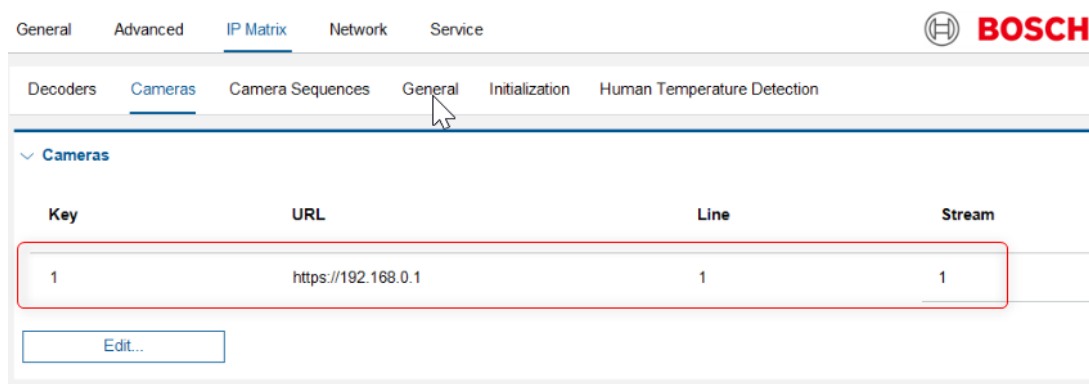 General Advanced IP Matrix Network Service BOSCH
Decoders Cameras Camera Sequences General Initialization Human Temperature Detection
Cameras
Key URL Line Stream
1 https://192.168.0.1 1 1
Edit...